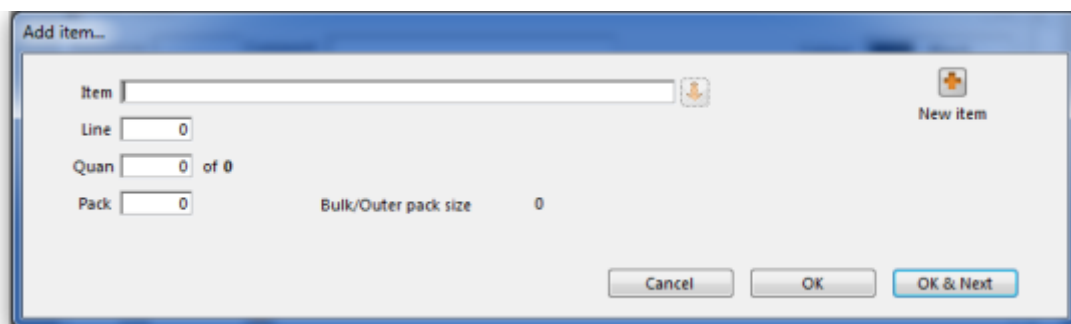 Add item...
Item
New item
Line 0
Quan 0 of 0
Pack 0 Bulk/Outer pack size 0
Cancel OK OK & Next